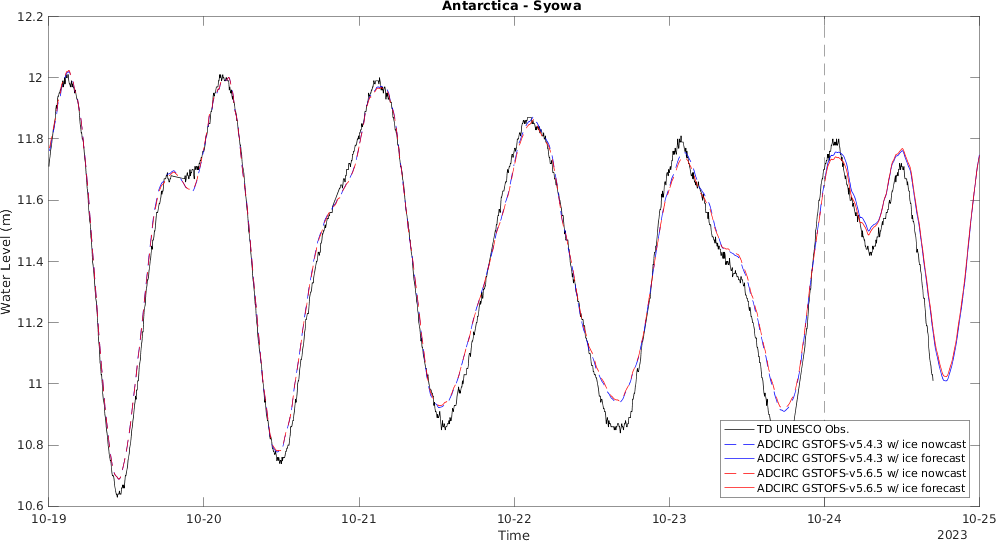 Antarctica - Syowa
12.2
12
11.8
11.6
11.4
11.2
11
10.8
10.6
Water Level (m)
TD UNESCO Obs.
ADCIRC GSTOFS-v5.4.3 w/ ice nowcast
ADCIRC GSTOFS-v5.4.3 w/ ice forecast
ADCIRC GSTOFS-v5.6.5 w/ ice nowcast
ADCIRC GSTOFS-v5.6.5 w/ ice forecast
10-19 10-20 10-21 10-22 10-23 10-24 10-25
Time
2023